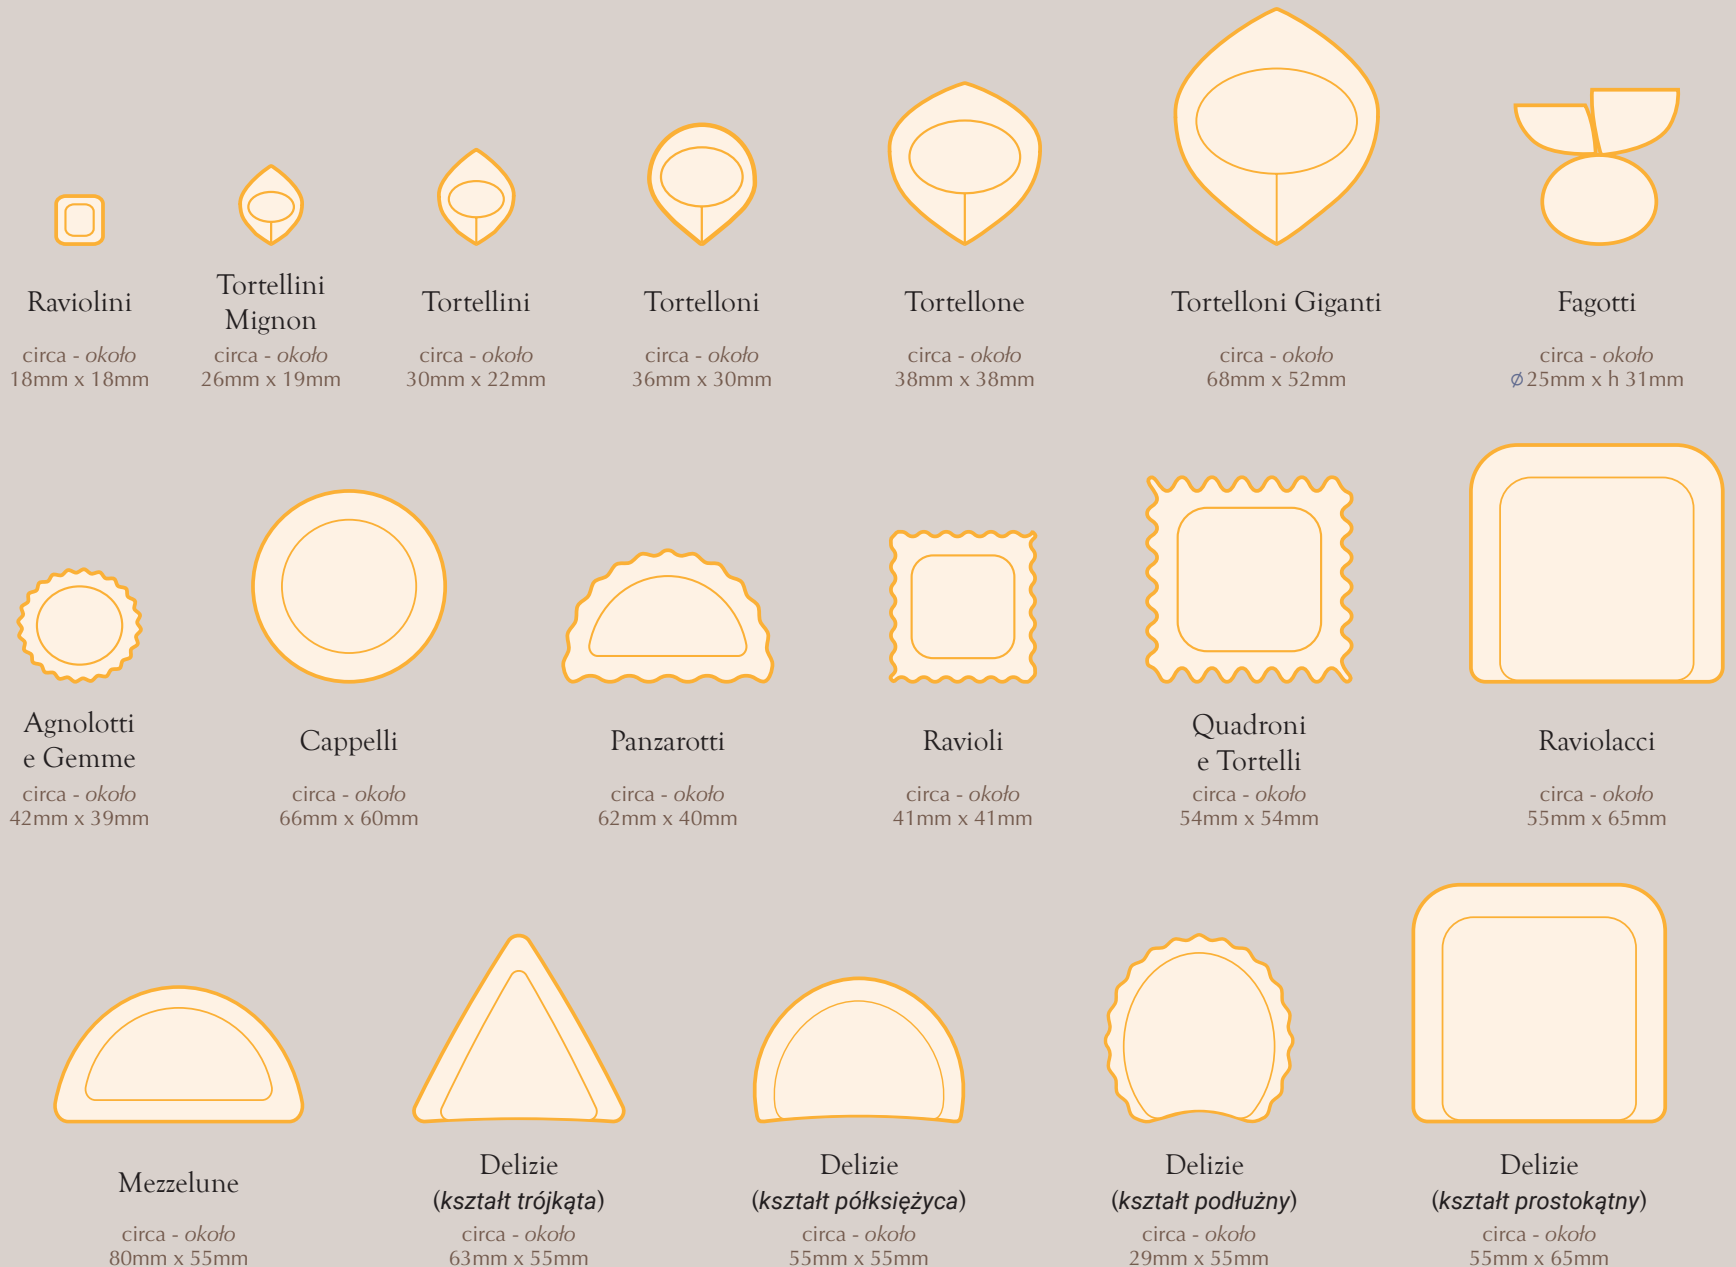 Raviolini
circa - około
18mm x 18mm
Tortellini
Mignon
circa - około
26mm x 19mm
Tortellini
circa - około
30mm x 22mm
Tortelloni
circa - około
36mm x 30mm
Tortellone
circa - około
38mm x 38mm
Tortelloni Giganti
circa - około
68mm x 52mm
Fagotti
circa - około
⌀ 25mm x h 31mm
Agnolotti
e Gemme
circa - około
42mm x 39mm
Cappelli
circa - około
66mm x 60mm
Panzarotti
circa - około
62mm x 40mm
Ravioli
circa - około
41mm x 41mm
Quadroni
e Tortelli
circa - około
54mm x 54mm
Raviolacci
circa - około
55mm x 65mm
Mezzelune
circa - około
80mm x 55mm
Delizie
(kształt trójkąta)
circa - około
63mm x 55mm
Delizie
(kształt półksiężyca)
circa - około
55mm x 55mm
Delizie
(kształt podłużny)
circa - około
29mm x 55mm
Delizie
(kształt prostokątny)
circa - około
55mm x 65mm